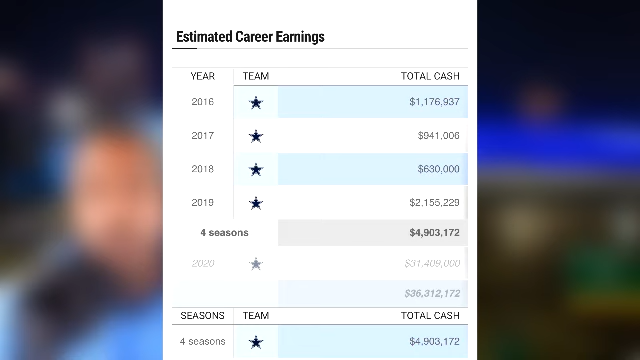 Estimated Career Earnings
YEAR TEAM TOTAL CASH
2016 $1,176,937
2017 $941,006
2018 $630,000
2019 $2,155,229
4 seasons $4,903,172
2020 $31,409,000
$36,312,172
SEASONS TEAM TOTAL CASH
4 seasons $4,903,172